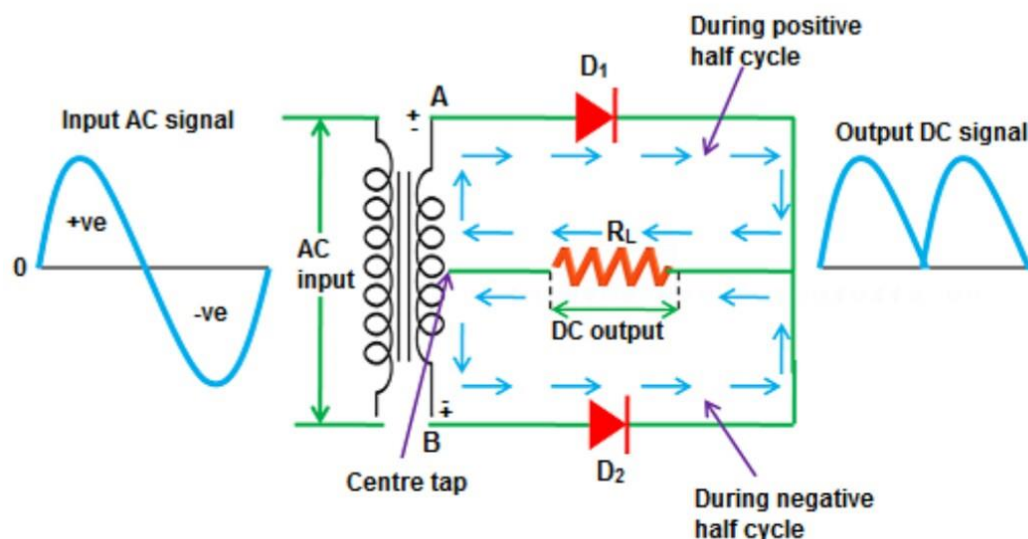 During positive
half cycle
D1
A
+
-
Input AC signal
Output DC signal
+ve
RL
0
AC
input
-ve
DC output
-
+
B
D2
Centre tap
During negative
half cycle